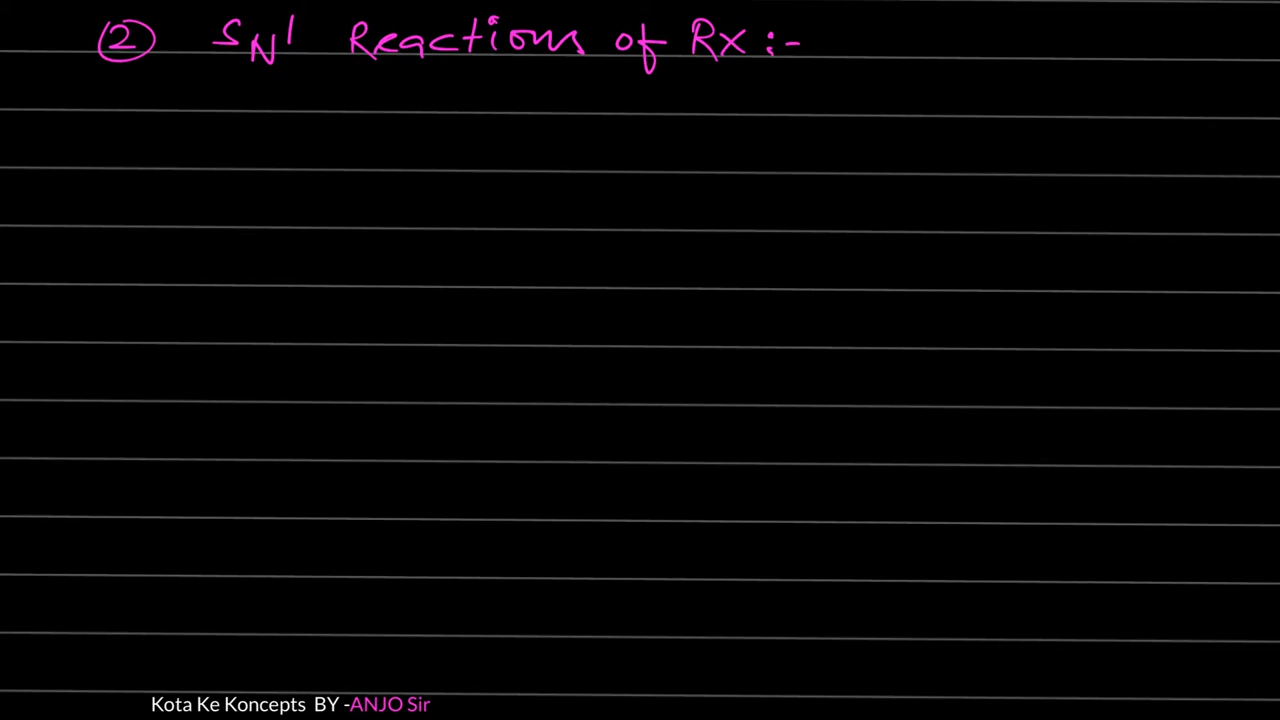 ② SN1 Reactions of RX :-
Kota Ke Koncepts BY -ANJO Sir